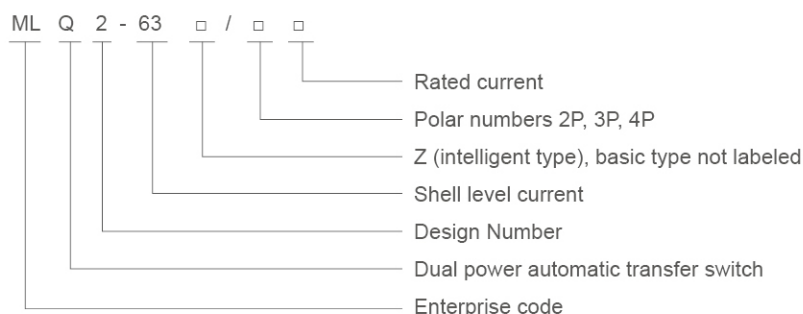 ML Q 2 - 63 □ / □ □
Rated current
Polar numbers 2P, 3P, 4P
Z (intelligent type), basic type not labeled
Shell level current
Design Number
Dual power automatic transfer switch
Enterprise code